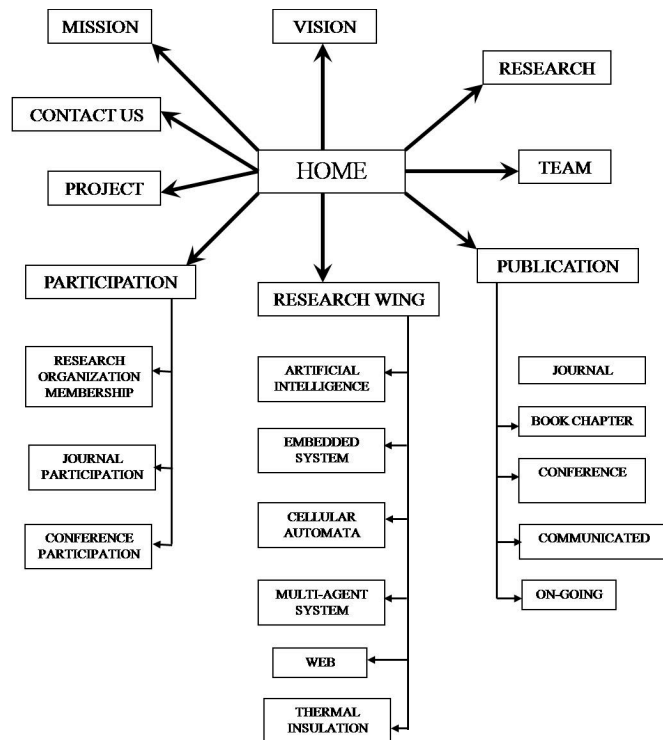 MISSION
VISION
RESEARCH
CONTACT US
HOME
TEAM
PROJECT
PARTICIPATION
RESEARCH WING
PUBLICATION
RESEARCH
ORGANIZATION
MEMBERSHIP
JOURNAL
PARTICIPATION
CONFERENCE
PARTICIPATION
ARTIFICIAL
INTELLIGENCE
EMBEDDED
SYSTEM
CELLULAR
AUTOMATA
MULTI-AGENT
SYSTEM
WEB
THERMAL
INSULATION
JOURNAL
BOOK CHAPTER
CONFERENCE
COMMUNICATED
ON-GOING